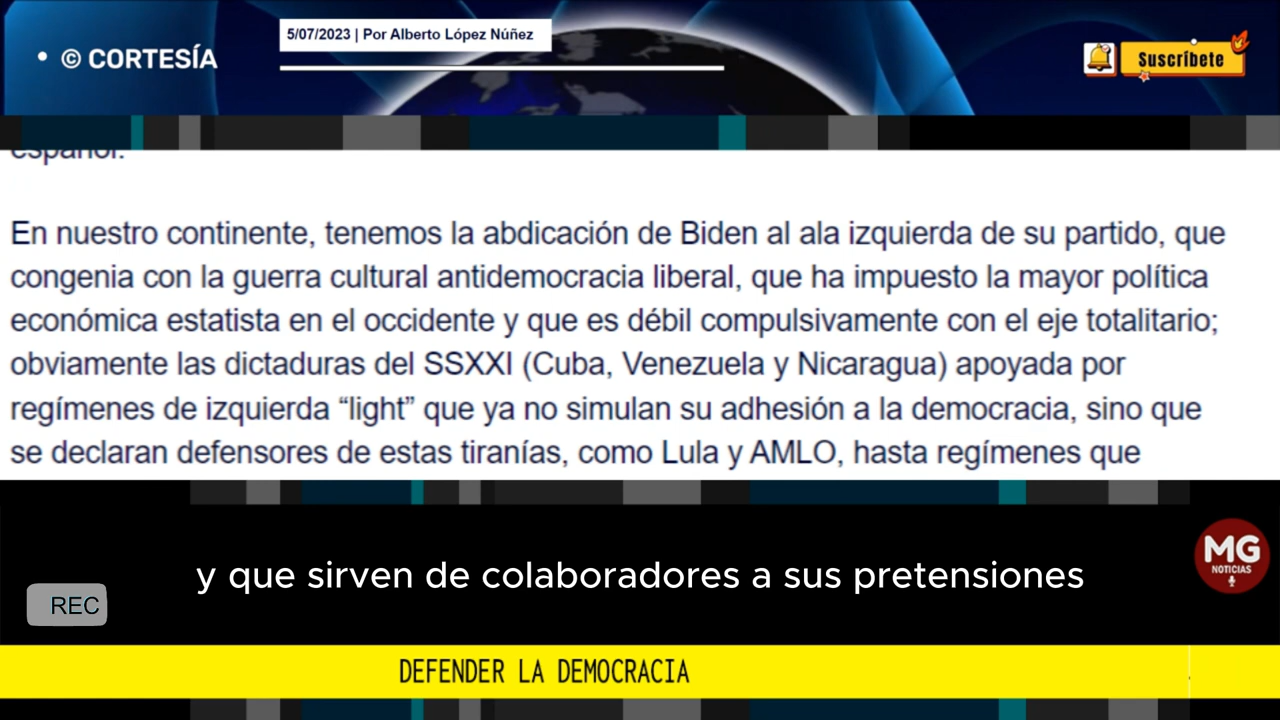 • © CORTESÍA
5/07/2023 | Por Alberto López Núñez
Suscríbete
español.
En nuestro continente, tenemos la abdicación de Biden al ala izquierda de su partido, que
congenia con la guerra cultural antidemocracia liberal, que ha impuesto la mayor política
económica estatista en el occidente y que es débil compulsivamente con el eje totalitario;
obviamente las dictaduras del SSXXI (Cuba, Venezuela y Nicaragua) apoyada por
regímenes de izquierda “light” que ya no simulan su adhesión a la democracia, sino que
se declaran defensores de estas tiranías, como Lula y AMLO, hasta regímenes que
y que sirven de colaboradores a sus pretensiones
MG
NOTICIAS
REC
DEFENDER LA DEMOCRACIA